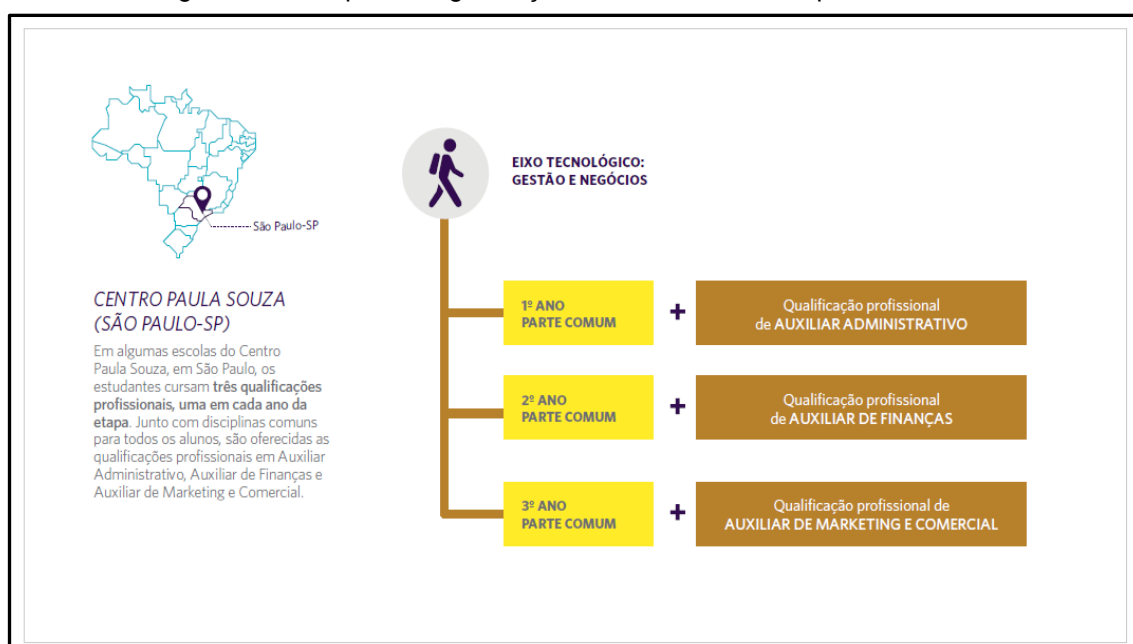 São Paulo-SP
CENTRO PAULA SOUZA
(SÃO PAULO-SP)
Em algumas escolas do Centro
Paula Souza, em São Paulo, os
estudantes cursam três qualificações
profissionais, uma em cada ano da
etapa. Junto com disciplinas comuns
para todos os alunos, são oferecidas as
qualificações profissionais em Auxiliar
Administrativo, Auxiliar de Finanças e
Auxiliar de Marketing e Comercial.
EIXO TECNOLÓGICO:
GESTÃO E NEGÓCIOS
1º ANO
PARTE COMUM
+
Qualificação profissional
de AUXILIAR ADMINISTRATIVO
2º ANO
PARTE COMUM
+
Qualificação profissional
de AUXILIAR DE FINANÇAS
3º ANO
PARTE COMUM
+
Qualificação profissional de
AUXILIAR DE MARKETING E COMERCIAL